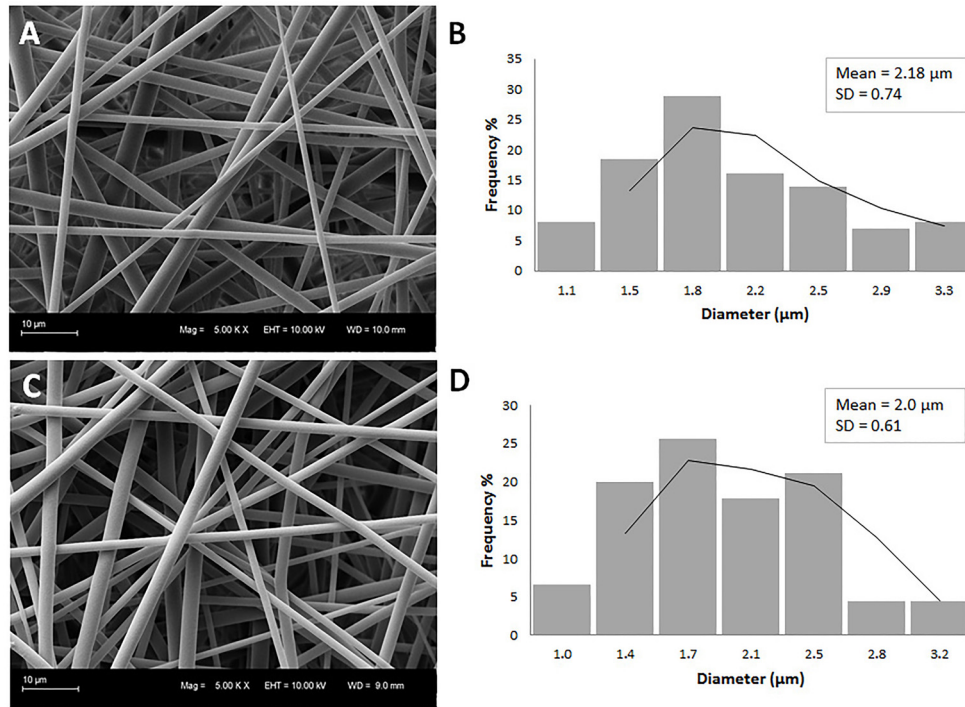 A
10 µm
Mag = 5.00 K X EHT = 10.00 kV WD = 10.0 mm
B
Mean = 2.18 µm
SD = 0.74
Frequency %
35
30
25
20
15
10
5
0
1.1 1.5 1.8 2.2 2.5 2.9 3.3
Diameter (µm)
C
10 µm
Mag = 5.00 K X EHT = 10.00 kV WD = 9.0 mm
D
Mean = 2.0 µm
SD = 0.61
Frequency %
30
25
20
15
10
5
0
1.0 1.4 1.7 2.1 2.5 2.8 3.2
Diameter (µm)